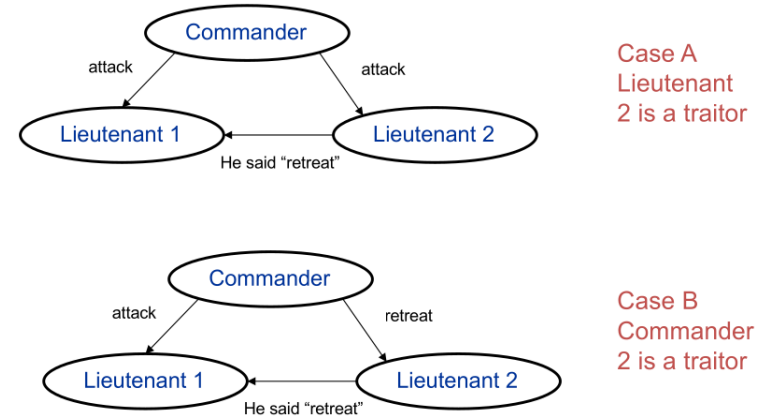 Commander
attack
attack
Lieutenant 1
Lieutenant 2
He said “retreat”
Case A
Lieutenant
2 is a traitor
Commander
attack
retreat
Lieutenant 1
Lieutenant 2
He said “retreat”
Case B
Commander
2 is a traitor